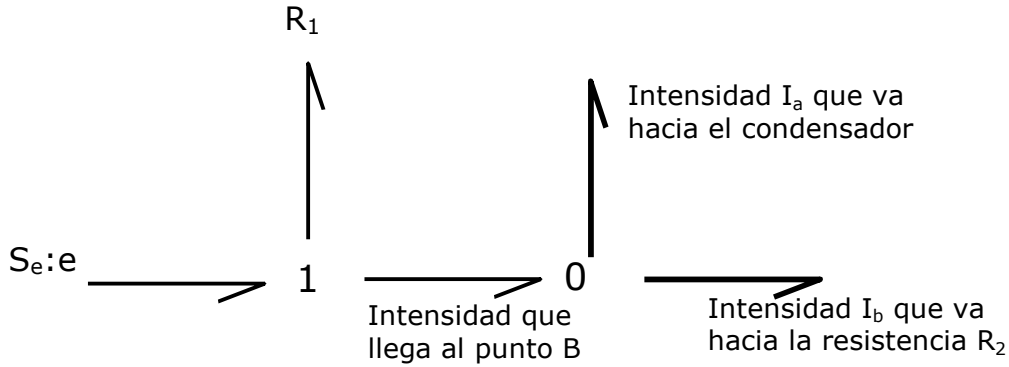 R₁
Intensidad Iₐ que va
hacia el condensador
Sₑ:e
1
0
Intensidad que
llega al punto B
Intensidad I_b que va
hacia la resistencia R₂